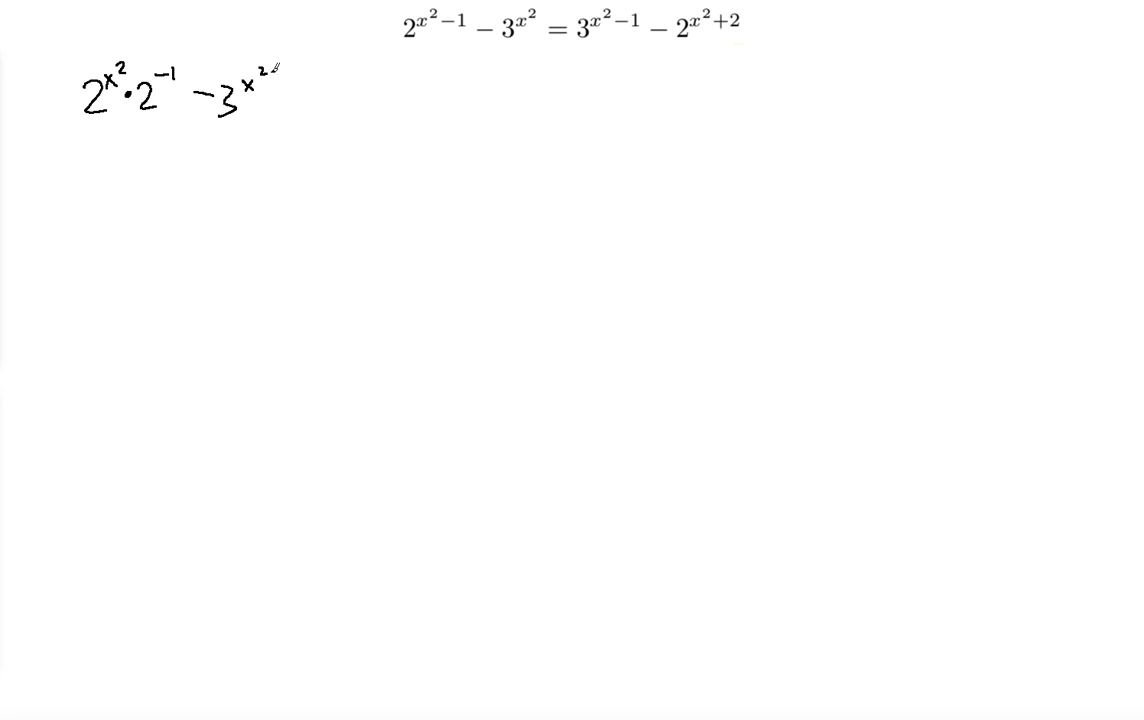 2^{x^2-1} - 3^{x^2} = 3^{x^2-1} - 2^{x^2+2}
2^{x^2} · 2^{-1} - 3^{x^2}